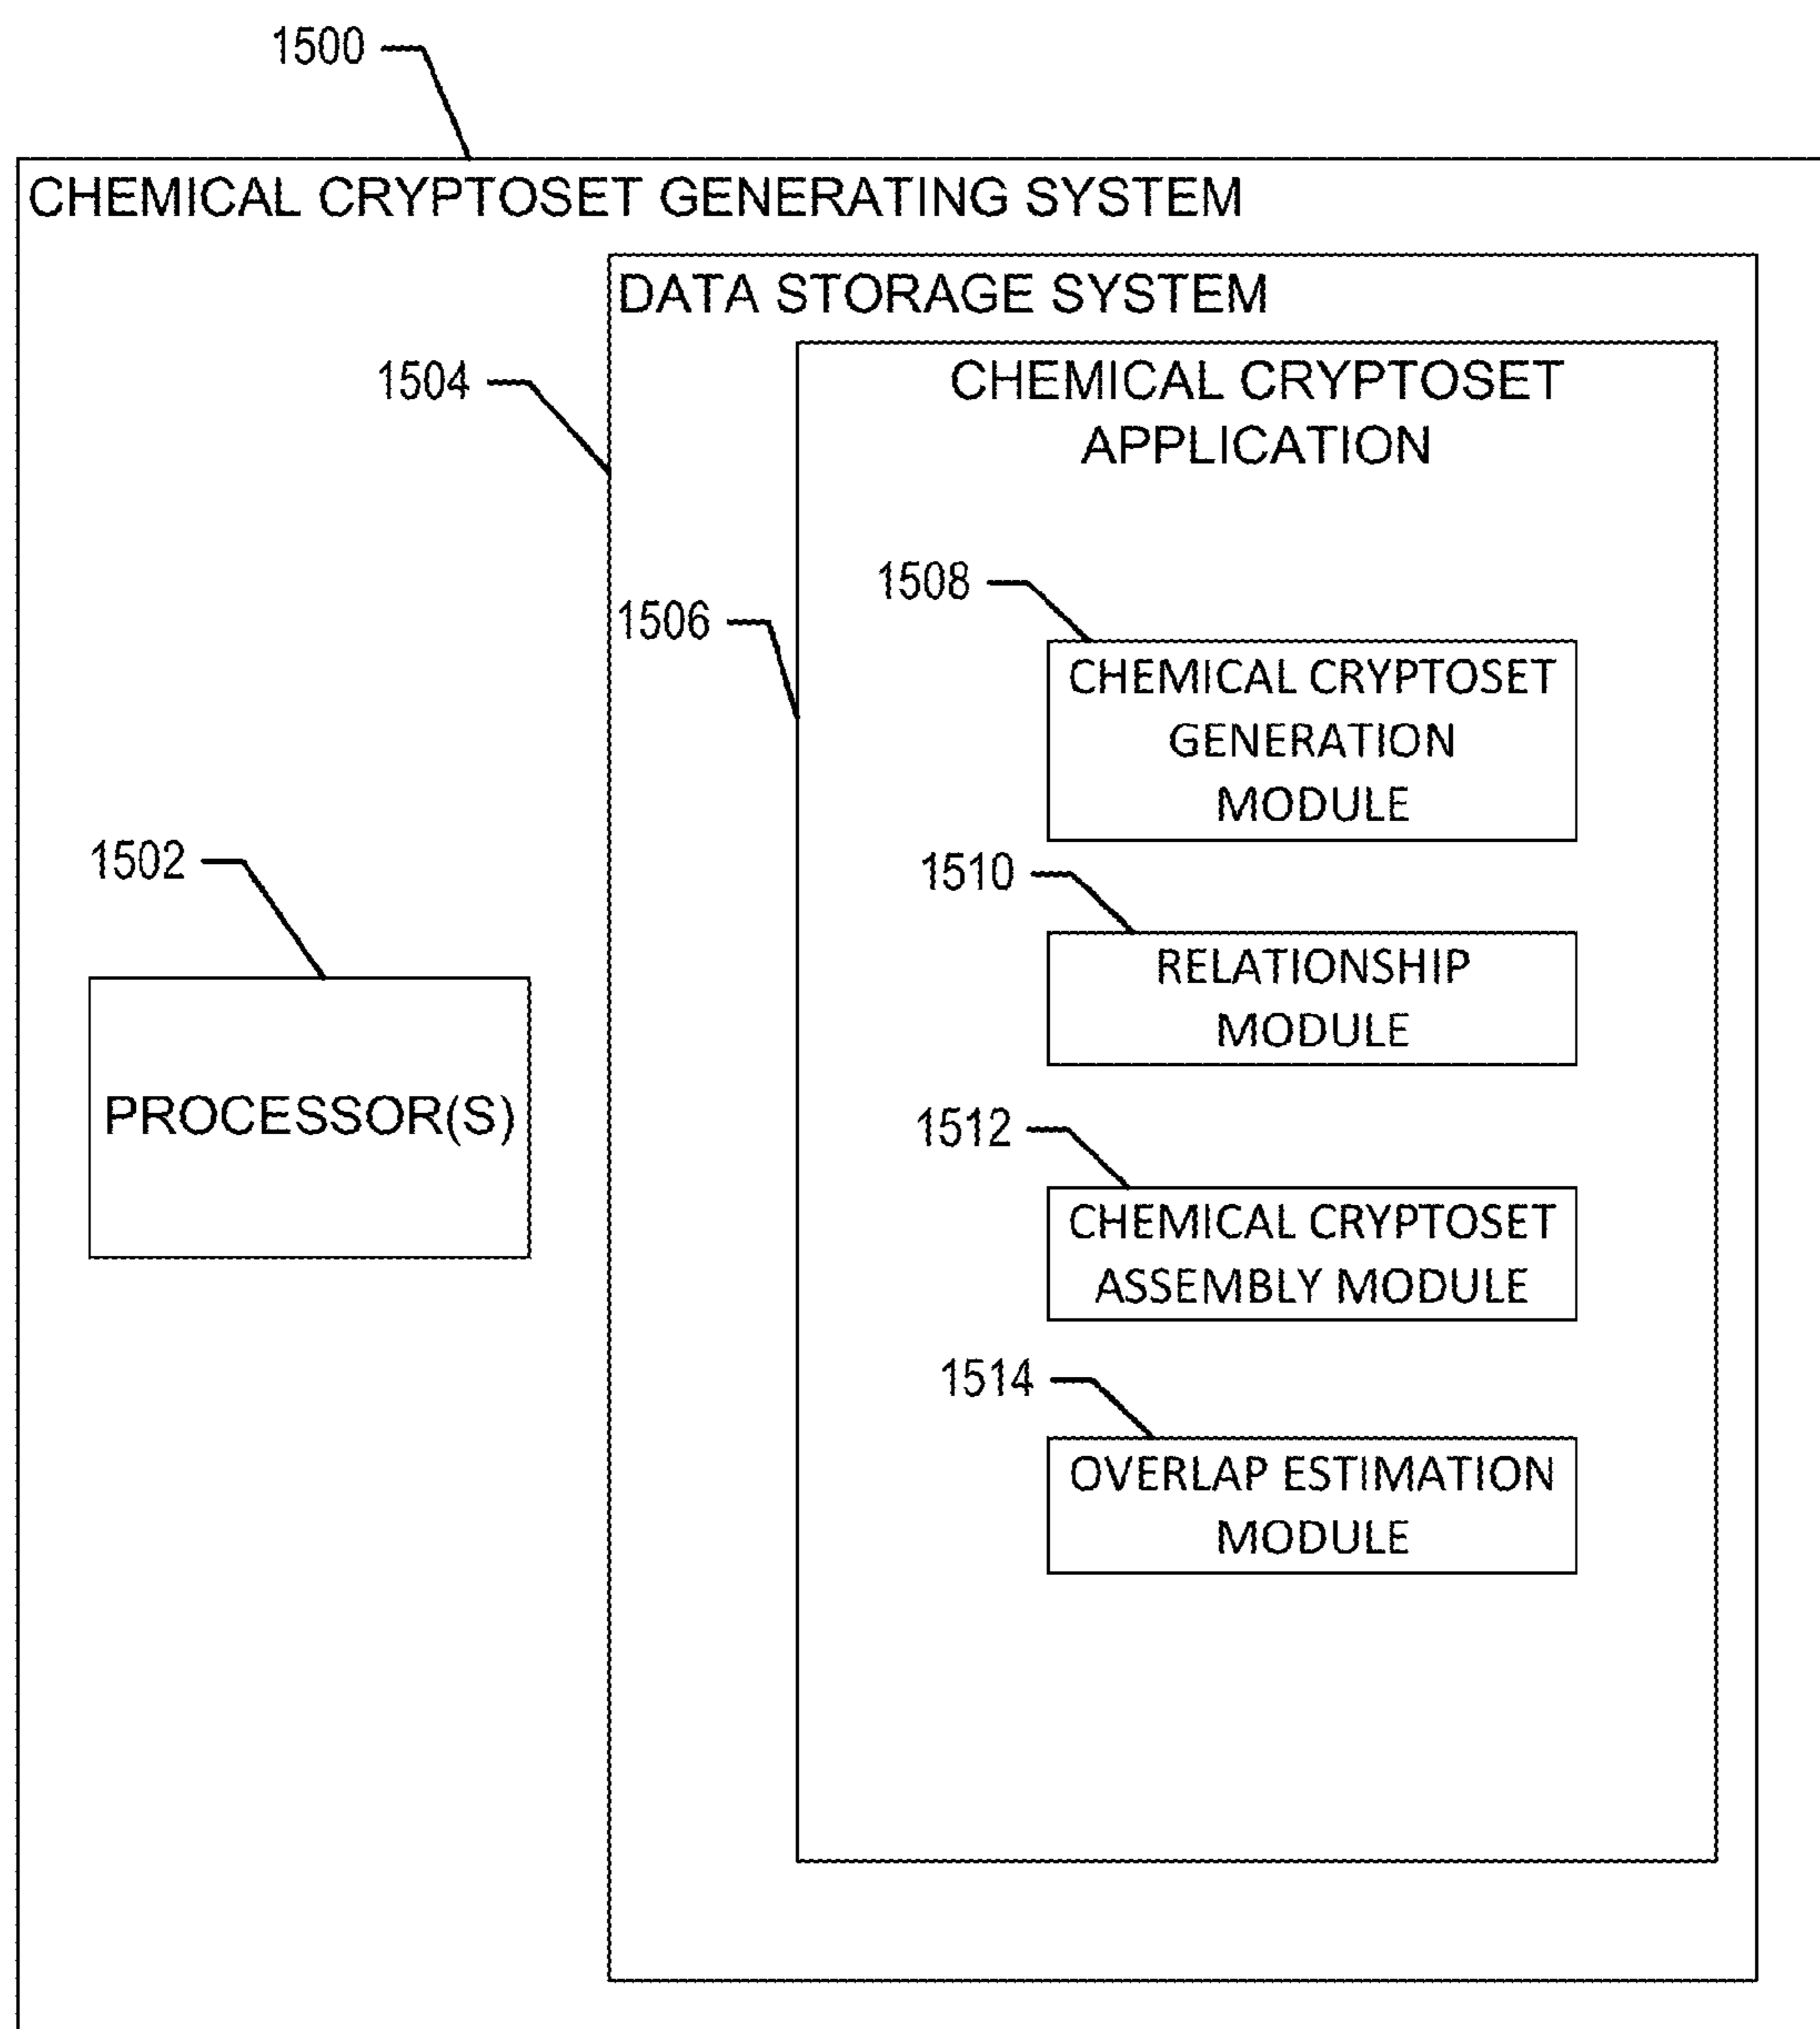 1500
CHEMICAL CRYPTOSET GENERATING SYSTEM
DATA STORAGE SYSTEM
1504
CHEMICAL CRYPTOSET
APPLICATION
1506
1508
CHEMICAL CRYPTOSET
GENERATION
MODULE
1502
PROCESSOR(S)
1510
RELATIONSHIP
MODULE
1512
CHEMICAL CRYPTOSET
ASSEMBLY MODULE
1514
OVERLAP ESTIMATION
MODULE